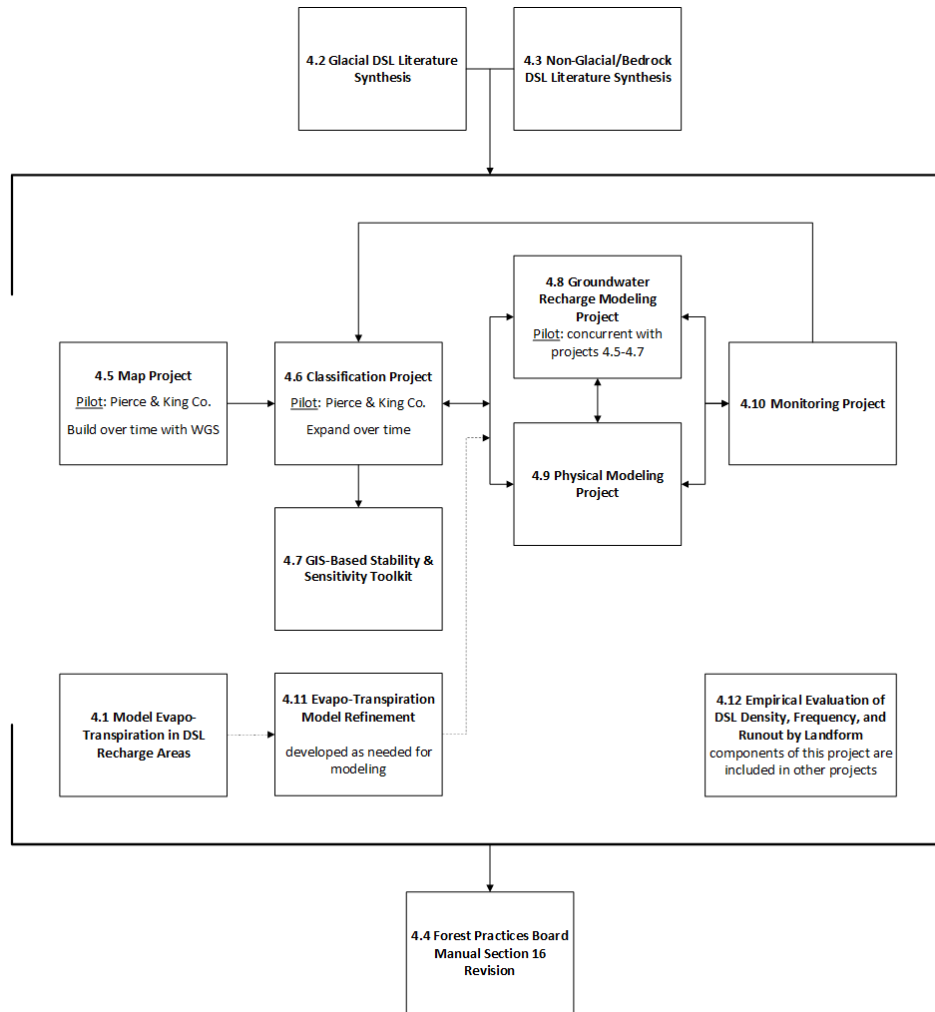 4.2 Glacial DSL Literature
Synthesis
4.3 Non-Glacial/Bedrock
DSL Literature Synthesis
4.8 Groundwater
Recharge Modeling
Project
Pilot: concurrent with
projects 4.5-4.7
4.5 Map Project
Pilot: Pierce & King Co.
Build over time with WGS
4.6 Classification Project
Pilot: Pierce & King Co.
Expand over time
4.10 Monitoring Project
4.9 Physical Modeling
Project
4.7 GIS-Based Stability &
Sensitivity Toolkit
4.1 Model Evapo-
Transpiration in DSL
Recharge Areas
4.11 Evapo-Transpiration
Model Refinement
developed as needed for
modeling
4.12 Empirical Evaluation of
DSL Density, Frequency, and
Runout by Landform
components of this project are
included in other projects
4.4 Forest Practices Board
Manual Section 16
Revision